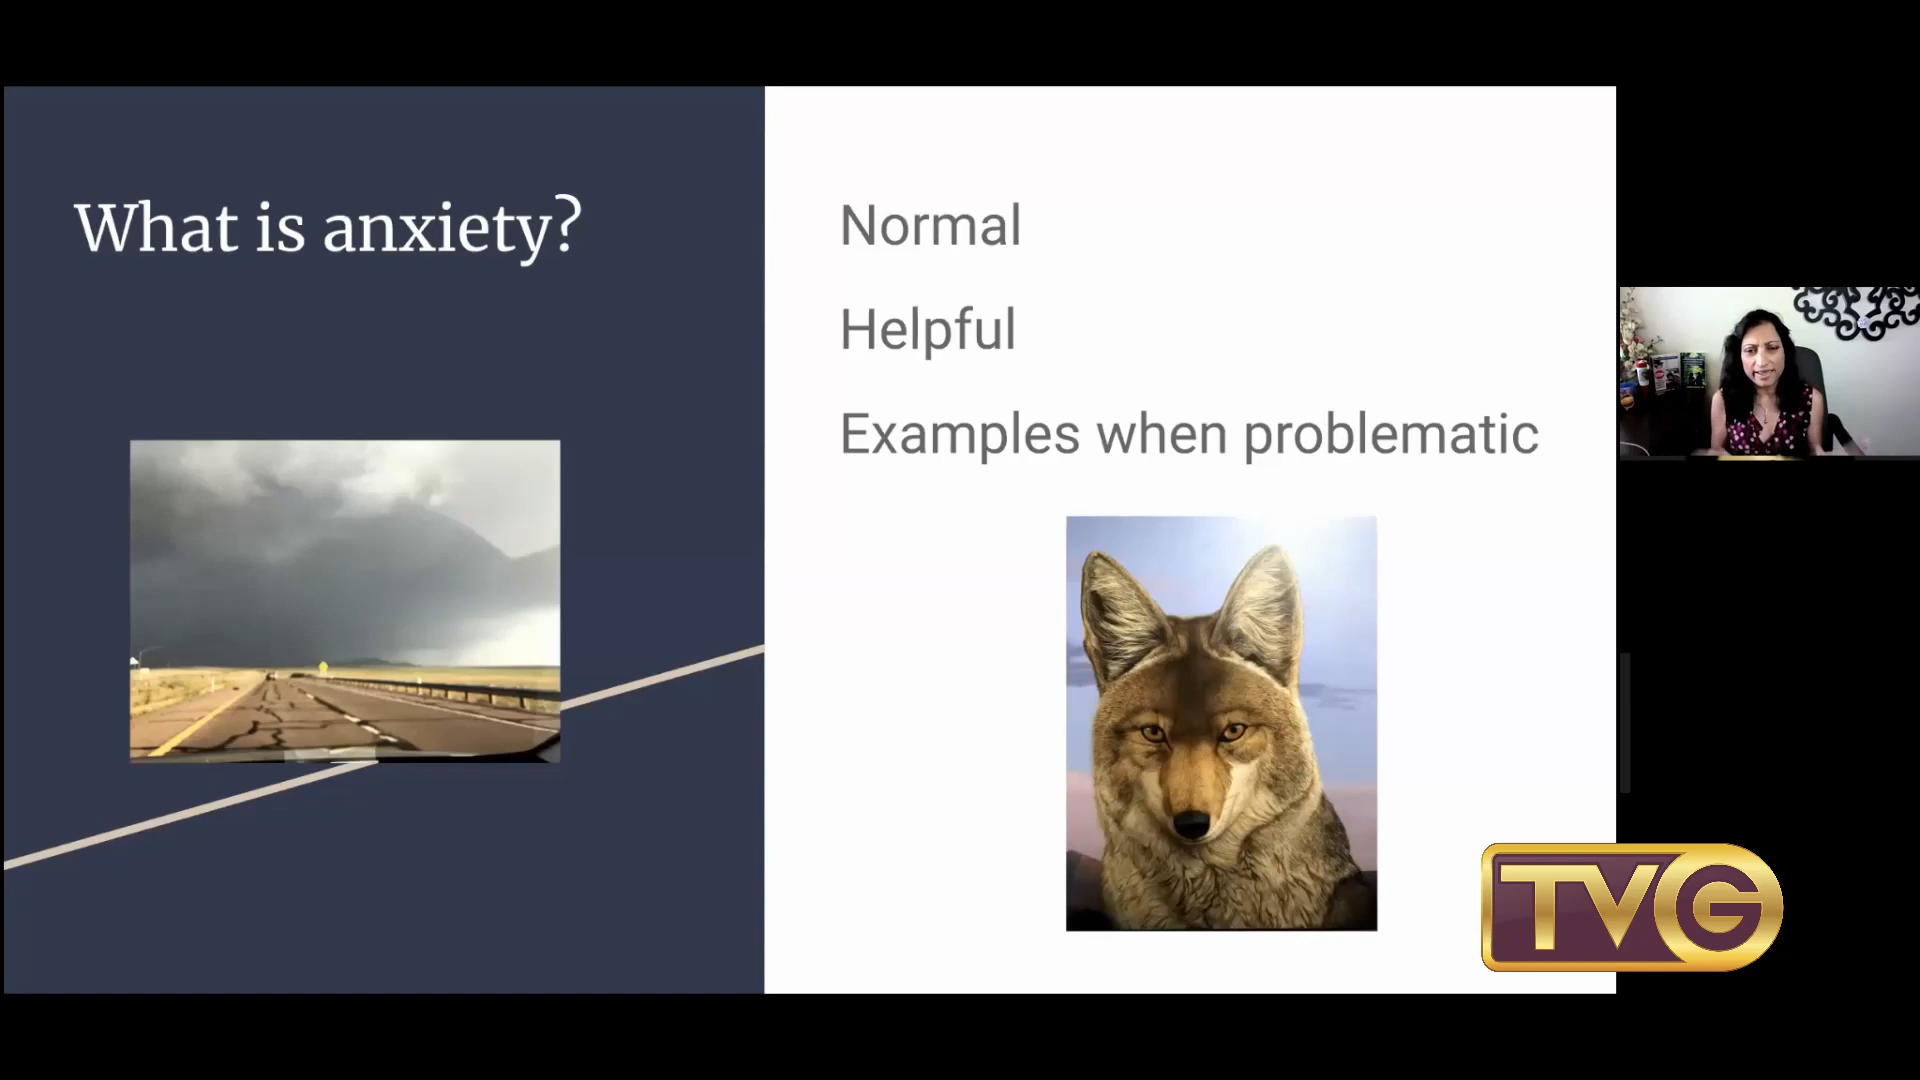 What is anxiety?
Normal
Helpful
Examples when problematic
TVG